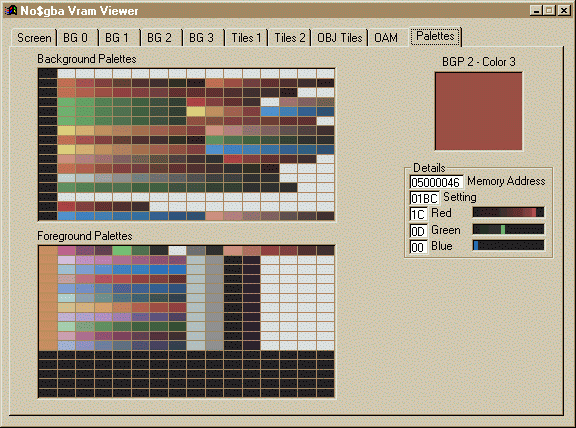 No$gba Vram Viewer
Screen BG 0 BG 1 BG 2 BG 3 Tiles 1 Tiles 2 OBJ Tiles OAM Palettes
Background Palettes
BGP 2 - Color 3
Details
05000046 Memory Address
01BC Setting
1C Red
0D Green
00 Blue
Foreground Palettes